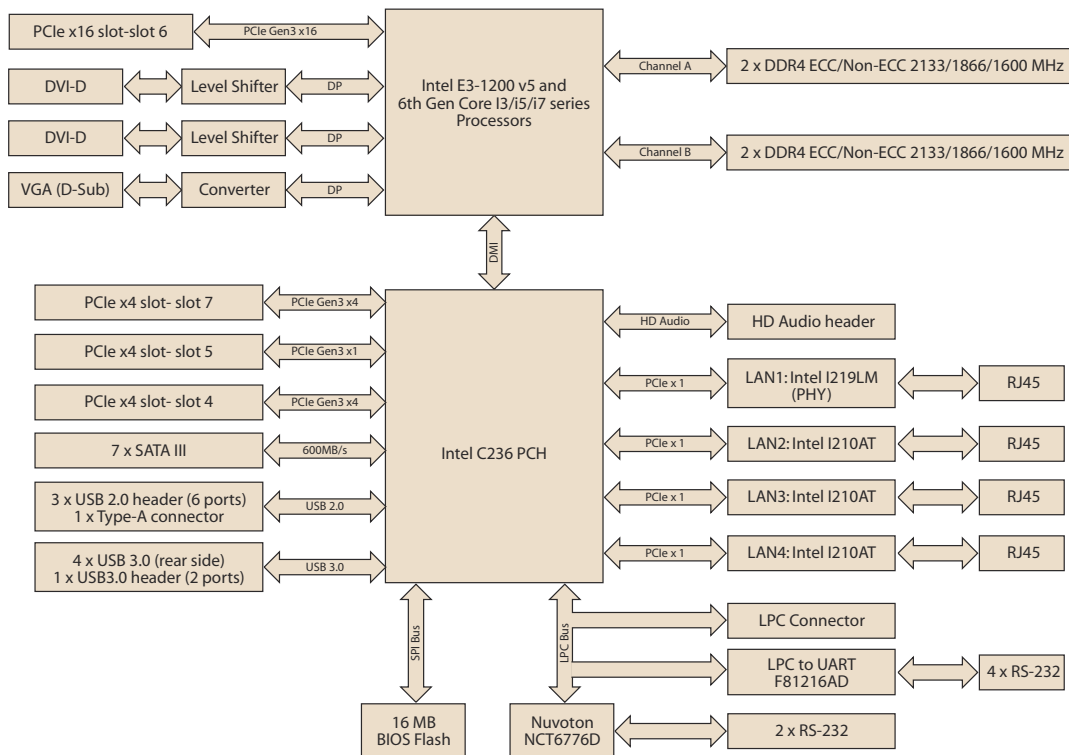 PCIe x16 slot-slot 6
PCIe Gen3 x16
DVI-D
Level Shifter
DP
DVI-D
Level Shifter
DP
VGA (D-Sub)
Converter
DP
Intel E3-1200 v5 and
6th Gen Core I3/i5/i7 series
Processors
Channel A
2 x DDR4 ECC/Non-ECC 2133/1866/1600 MHz
Channel B
2 x DDR4 ECC/Non-ECC 2133/1866/1600 MHz
DMI
PCIe x4 slot- slot 7
PCIe Gen3 x4
PCIe x4 slot- slot 5
PCIe Gen3 x1
PCIe x4 slot- slot 4
PCIe Gen3 x4
7 x SATA III
600MB/s
3 x USB 2.0 header (6 ports)
1 x Type-A connector
USB 2.0
4 x USB 3.0 (rear side)
1 x USB3.0 header (2 ports)
USB 3.0
Intel C236 PCH
HD Audio
HD Audio header
PCIe x 1
LAN1: Intel I219LM
(PHY)
RJ45
PCIe x 1
LAN2: Intel I210AT
RJ45
PCIe x 1
LAN3: Intel I210AT
RJ45
PCIe x 1
LAN4: Intel I210AT
RJ45
SPI Bus
LPC Bus
LPC Connector
LPC to UART
F81216AD
4 x RS-232
16 MB
BIOS Flash
Nuvoton
NCT6776D
2 x RS-232